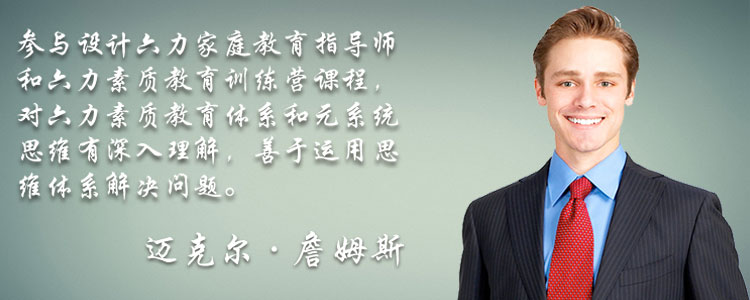 参与设计六力家庭教育指导师
和六力素质教育训练营课程，
对六力素质教育体系和元系统
思维有深入理解，善于运用思
维体系解决问题。
迈克尔·詹姆斯